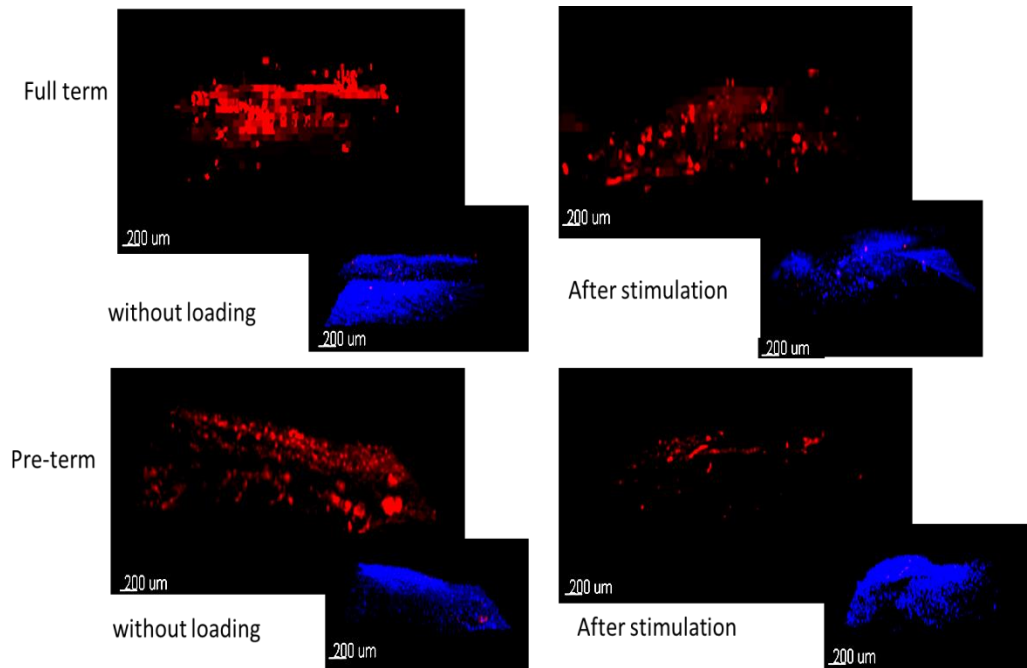 Full term
200 um
200 um
without loading
200 um
After stimulation
200 um
Pre-term
200 um
200 um
without loading
200 um
After stimulation
200 um